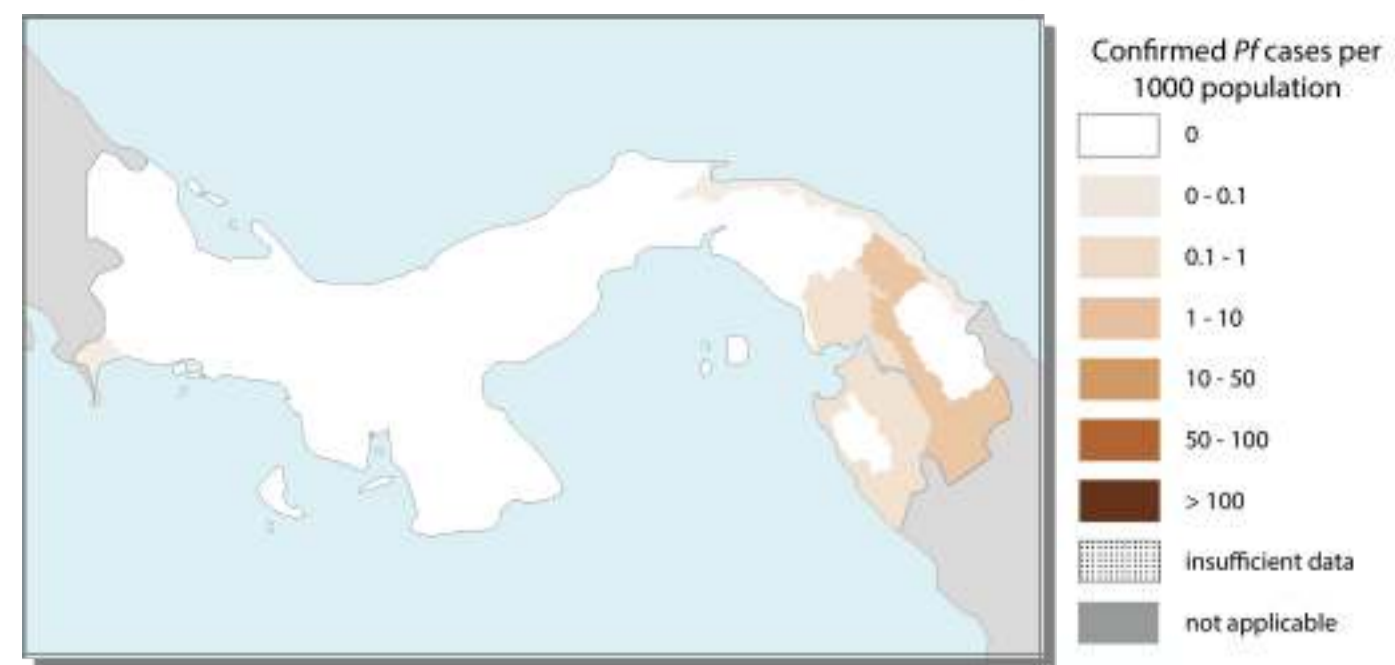 Confirmed Pf cases per
1000 population
0
0 - 0.1
0.1 - 1
1 - 10
10 - 50
50 - 100
> 100
insufficient data
not applicable